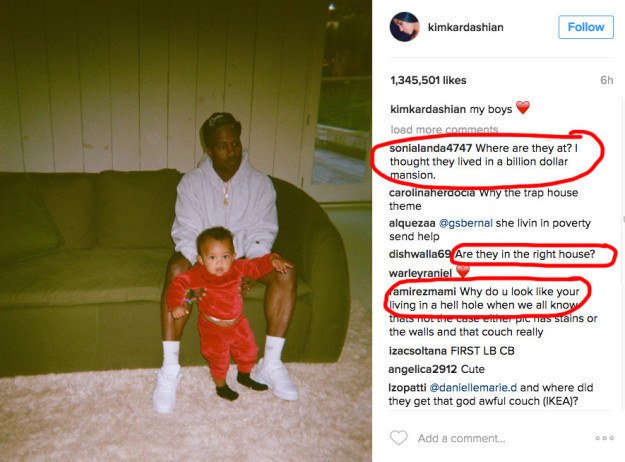 kimkardashian
Follow
1,345,501 likes
6h
kimkardashian my boys
load more comments
sonialanda4747 Where are they at? I
thought they lived in a billion dollar
mansion.
carolinaherdocia Why the trap house
theme
alquezaa @gsbernal she livin in poverty
send help
dishwalla69 Are they in the right house?
warleyraniel
ramirezmami Why do u look like your
living in a hell hole when we all know
thats not the case either pic has stains or
the walls and that couch really
izacsoltana FIRST LB CB
angelica2912 Cute
lzopatti @daniellemarie.d and where did
they get that god awful couch (IKEA)?
Add a comment...